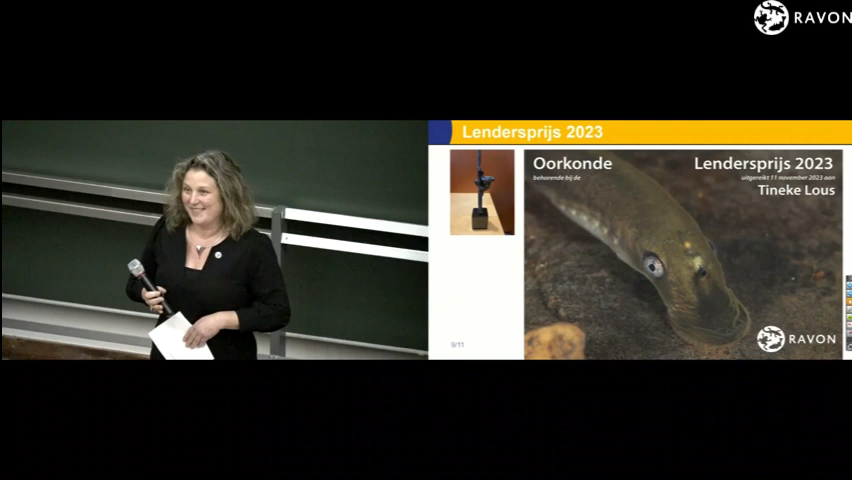 RAVON
Lendersprijs 2023
Oorkonde
behorende bij de
Lendersprijs 2023
uitgereikt 11 november 2023 aan
Tineke Lous
RAVON
9/11